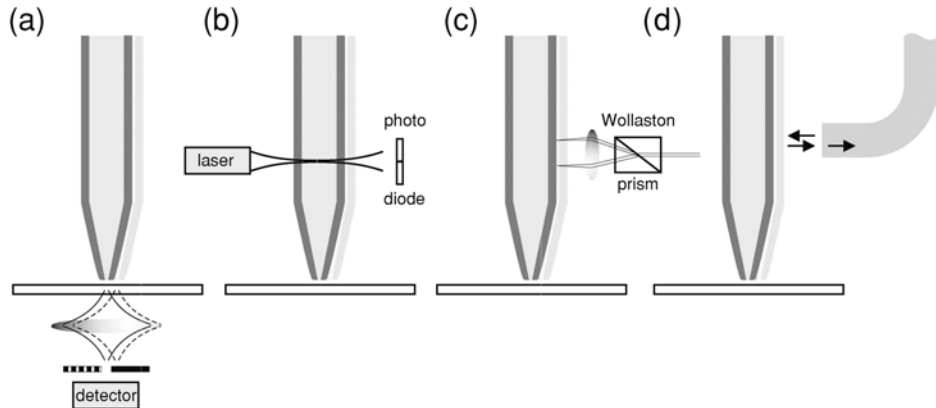 (a)
(b)
(c)
(d)
laser
photo
diode
Wollaston
prism
detector